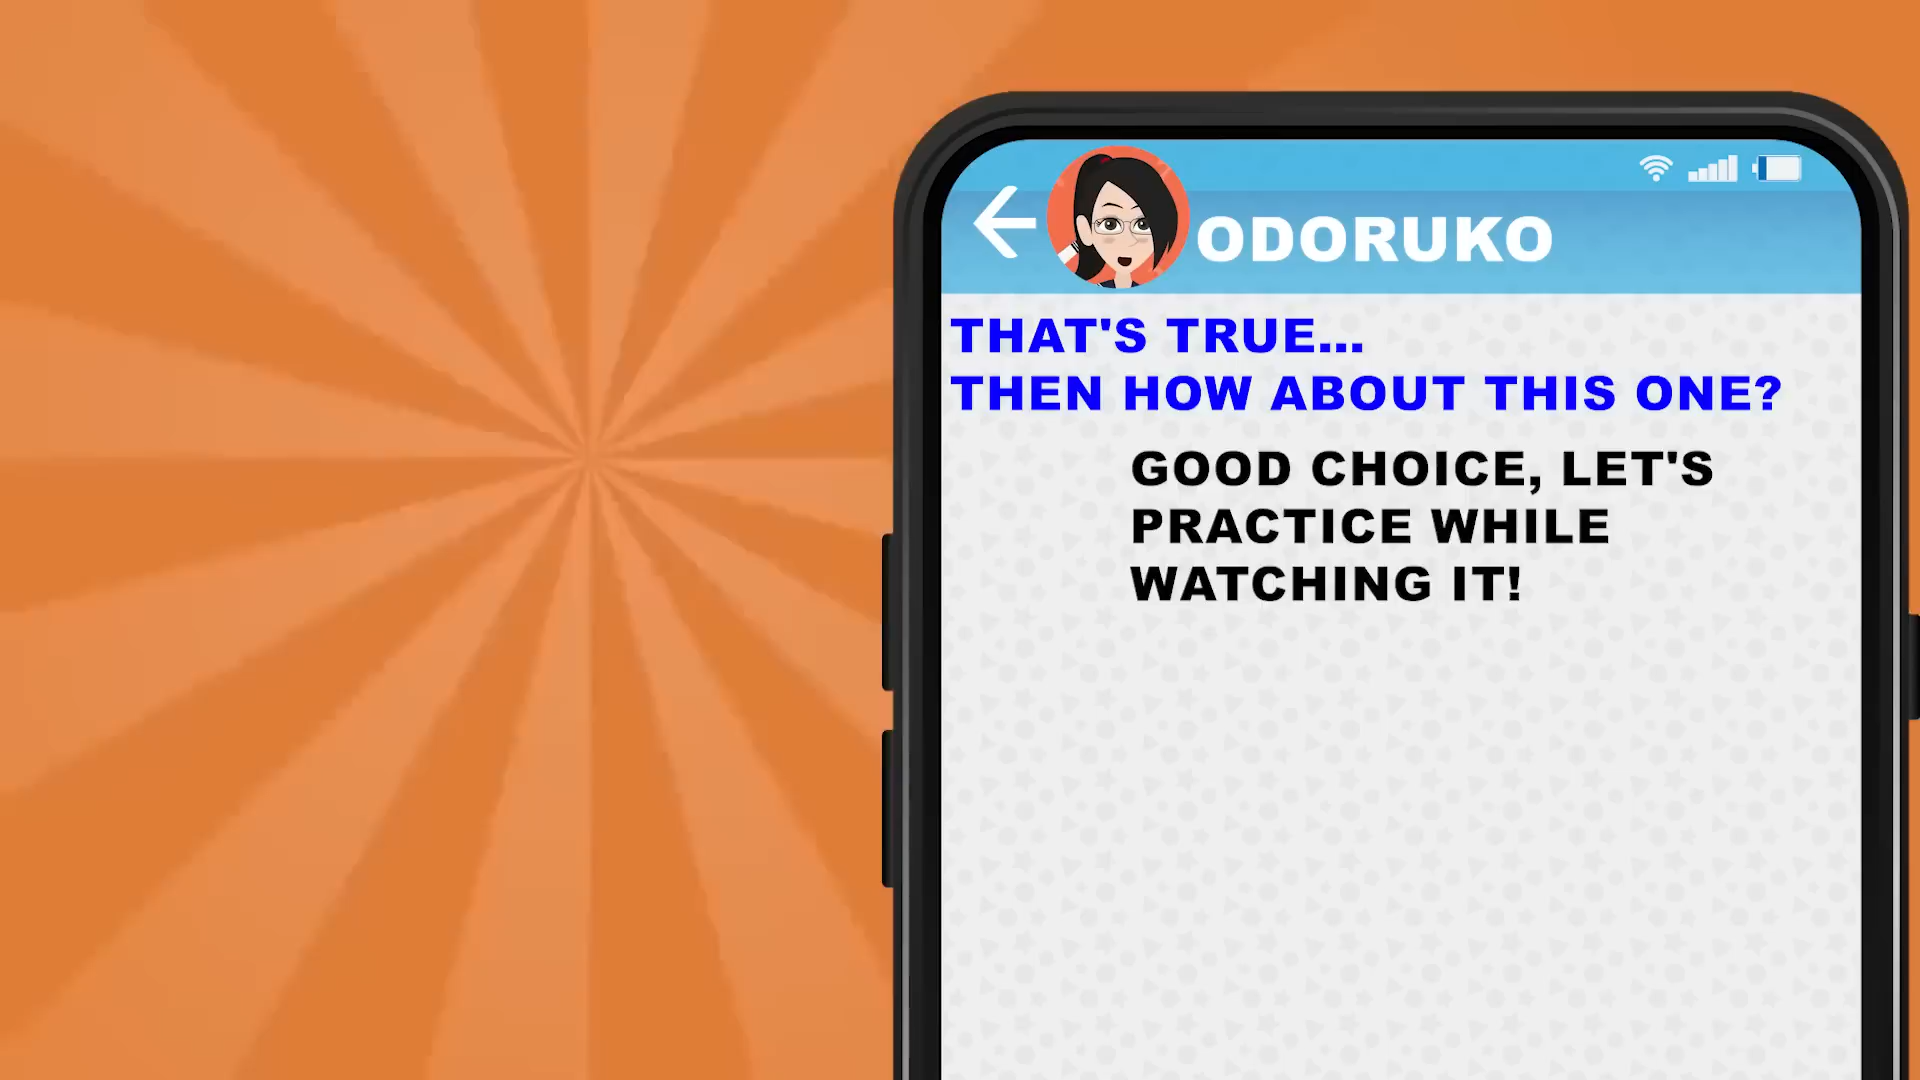 ODORUKO
THAT'S TRUE...
THEN HOW ABOUT THIS ONE?
GOOD CHOICE, LET'S
PRACTICE WHILE
WATCHING IT!